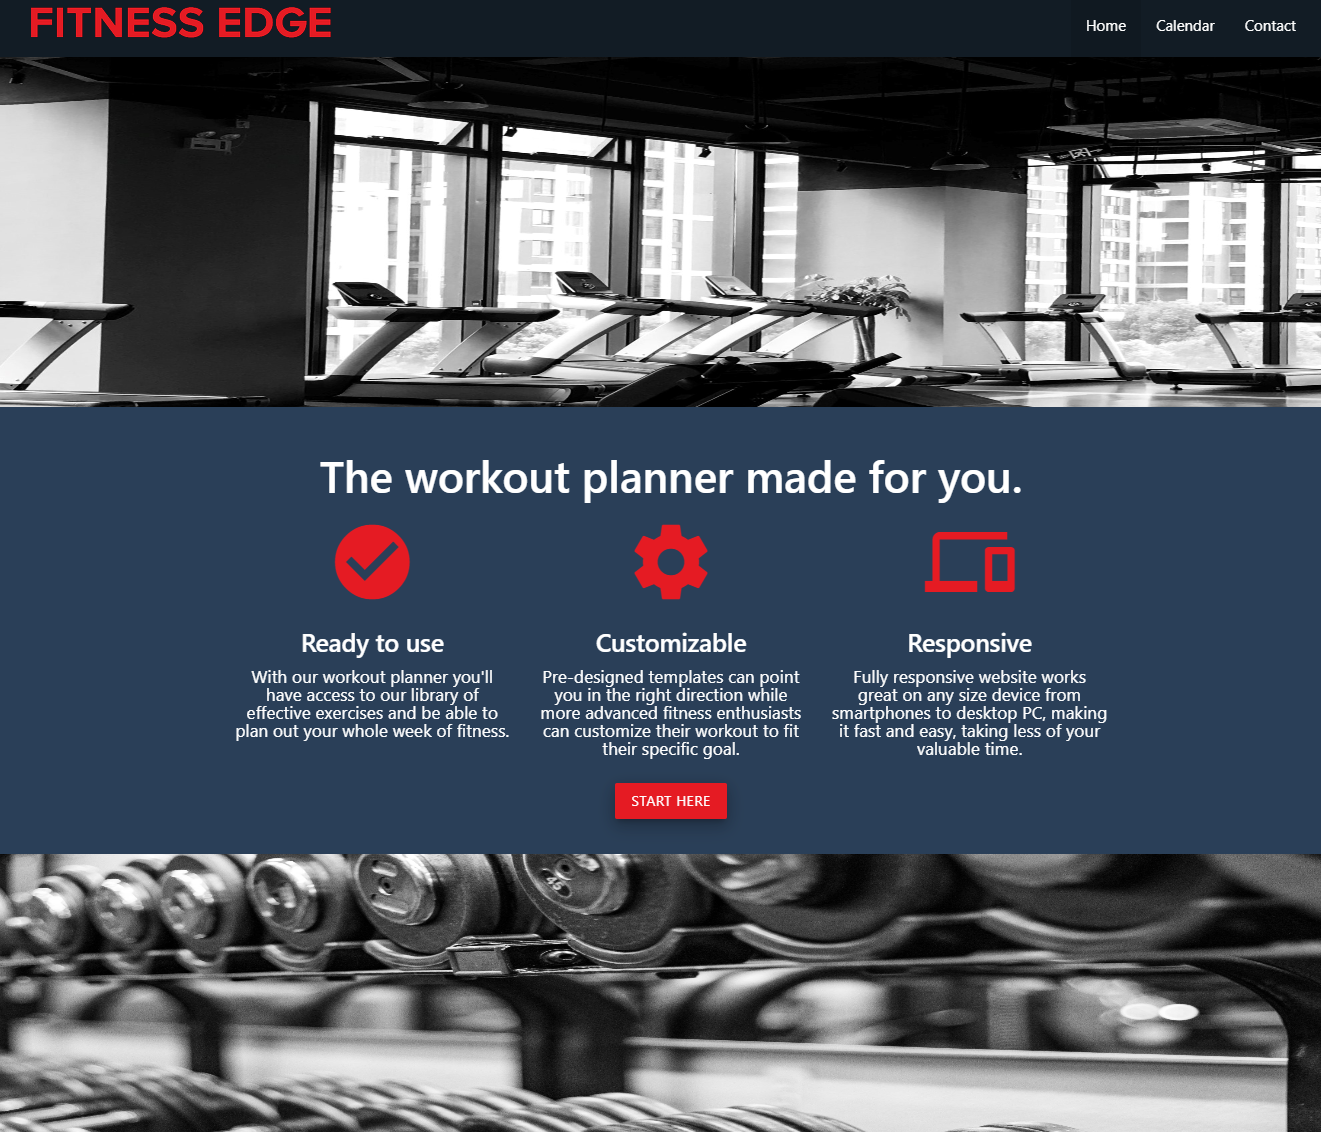 FITNESS EDGE
Home Calendar Contact
The workout planner made for you.
Ready to use
With our workout planner you'll
have access to our library of
effective exercises and be able to
plan out your whole week of fitness.
Customizable
Pre-designed templates can point
you in the right direction while
more advanced fitness enthusiasts
can customize their workout to fit
their specific goal.
Responsive
Fully responsive website works
great on any size device from
smartphones to desktop PC, making
it fast and easy, taking less of your
valuable time.
START HERE
45